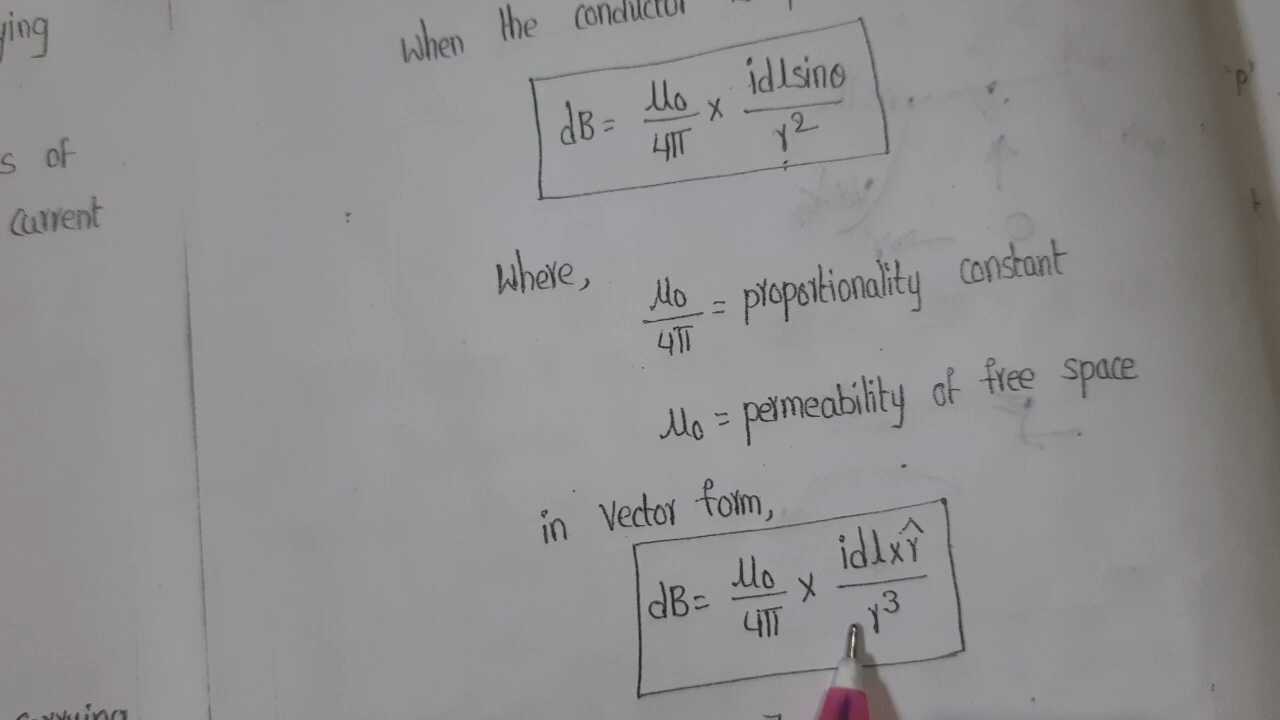 ying
s of
current
When the conductor
dB = μ₀/4π × idlsinθ/r²
Where,
μ₀/4π = proportionality constant
μ₀ = permeability of free space
in Vector form,
dB = μ₀/4π × idl×r̂/r³
'p'